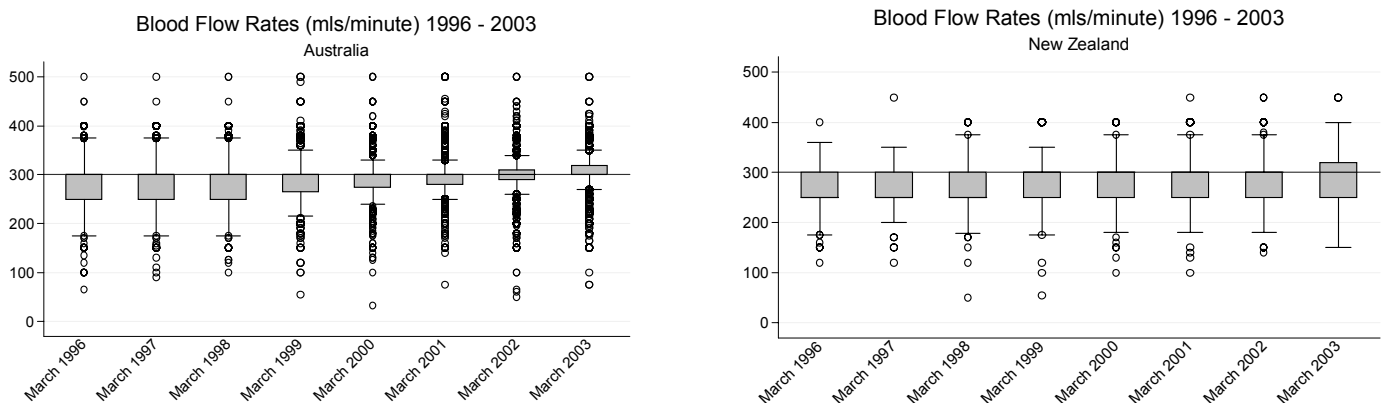 Blood Flow Rates (mls/minute) 1996 - 2003
Australia
500
400
300
200
100
0
March 1996
March 1997
March 1998
March 1999
March 2000
March 2001
March 2002
March 2003
Blood Flow Rates (mls/minute) 1996 - 2003
New Zealand
500
400
300
200
100
0
March 1996
March 1997
March 1998
March 1999
March 2000
March 2001
March 2002
March 2003